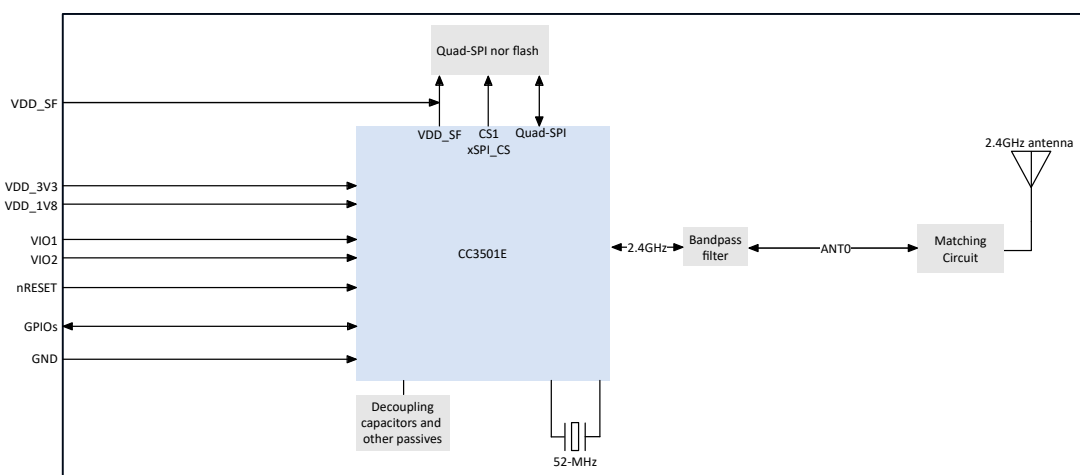 Quad-SPI nor flash
VDD_SF
VDD_SF
CS1
xSPI_CS
Quad-SPI
2.4GHz antenna
VDD_3V3
VDD_1V8
VIO1
VIO2
nRESET
GPIOs
GND
CC3501E
2.4GHz
Bandpass
filter
ANT0
Matching
Circuit
Decoupling
capacitors and
other passives
52-MHz